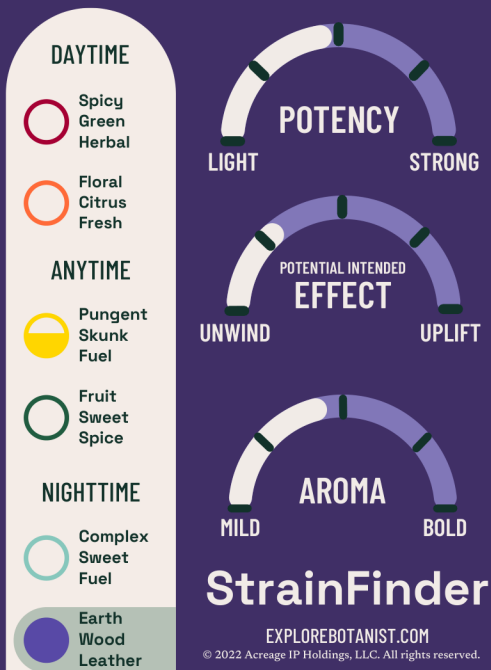 DAYTIME
Spicy
Green
Herbal
Floral
Citrus
Fresh
ANYTIME
Pungent
Skunk
Fuel
Fruit
Sweet
Spice
NIGHTTIME
Complex
Sweet
Fuel
Earth
Wood
Leather
POTENCY
LIGHT
STRONG
POTENTIAL INTENDED
EFFECT
UNWIND
UPLIFT
AROMA
MILD
BOLD
StrainFinder
EXPLOREBOTANIST.COM
© 2022 Acreage IP Holdings, LLC. All rights reserved.